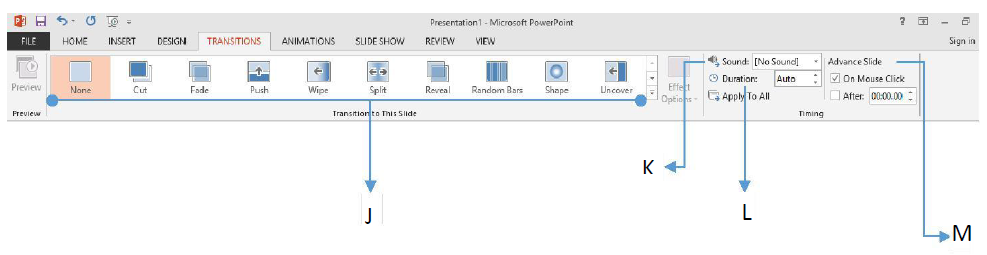 Presentation1 - Microsoft PowerPoint
?
FILE HOME INSERT DESIGN TRANSITIONS ANIMATIONS SLIDE SHOW REVIEW VIEW Sign in
Preview None Cut Fade Push Wipe Split Reveal Random Bars Shape Uncover Effect Options
Sound: [No Sound] Advance Slide
Duration: Auto On Mouse Click
Apply To All After: 00:00.00
Preview Transition to This Slide Timing
K
J
L
M